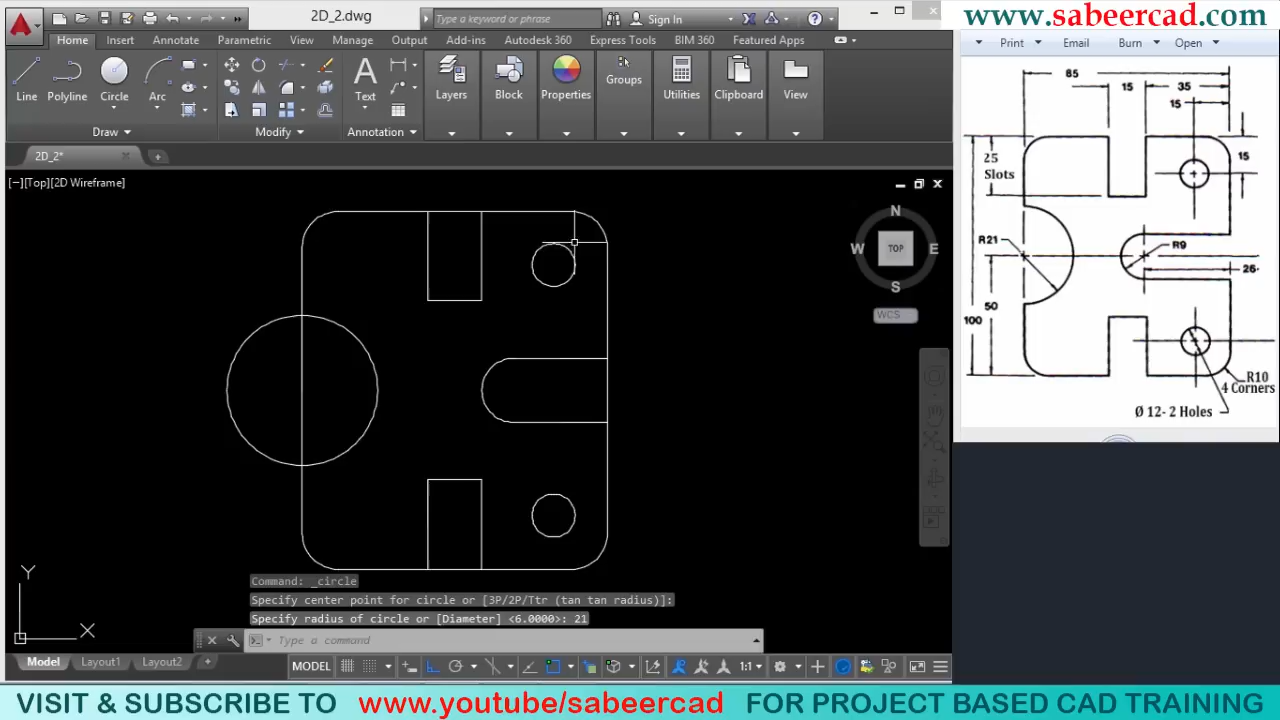 2D_2.dwg
Type a keyword or phrase
Sign In
www.sabeercad.com
Home Insert Annotate Parametric View Manage Output Add-ins Autodesk 360 Express Tools BIM 360 Featured Apps
Print Email Burn Open
Line Polyline Circle Arc Text Layers Block Properties Groups Utilities Clipboard View
Draw Modify Annotation
2D_2*
[−][Top][2D Wireframe]
N
W TOP E
S
WCS
85
15 35
15
25
Slots
15
R21
R9
26
50
100
R10
4 Corners
Ø 12- 2 Holes
Y
X
Command: _circle
Specify center point for circle or [3P/2P/Ttr (tan tan radius)]:
Specify radius of circle or [Diameter] <6.0000>: 21
Type a command
Model Layout1 Layout2
MODEL 1:1
VISIT & SUBSCRIBE TO www.youtube/sabeercad FOR PROJECT BASED CAD TRAINING